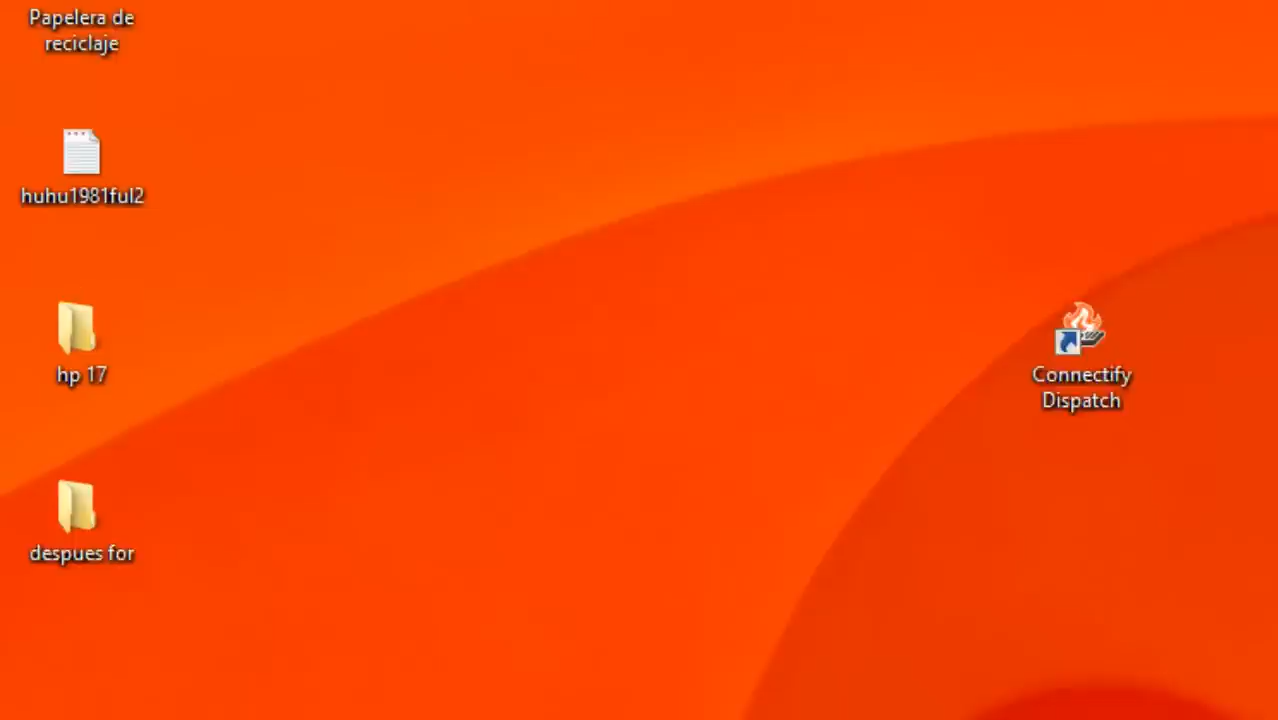 Papelera de
reciclaje
huhu1981ful2
hp 17
despues for
Connectify
Dispatch